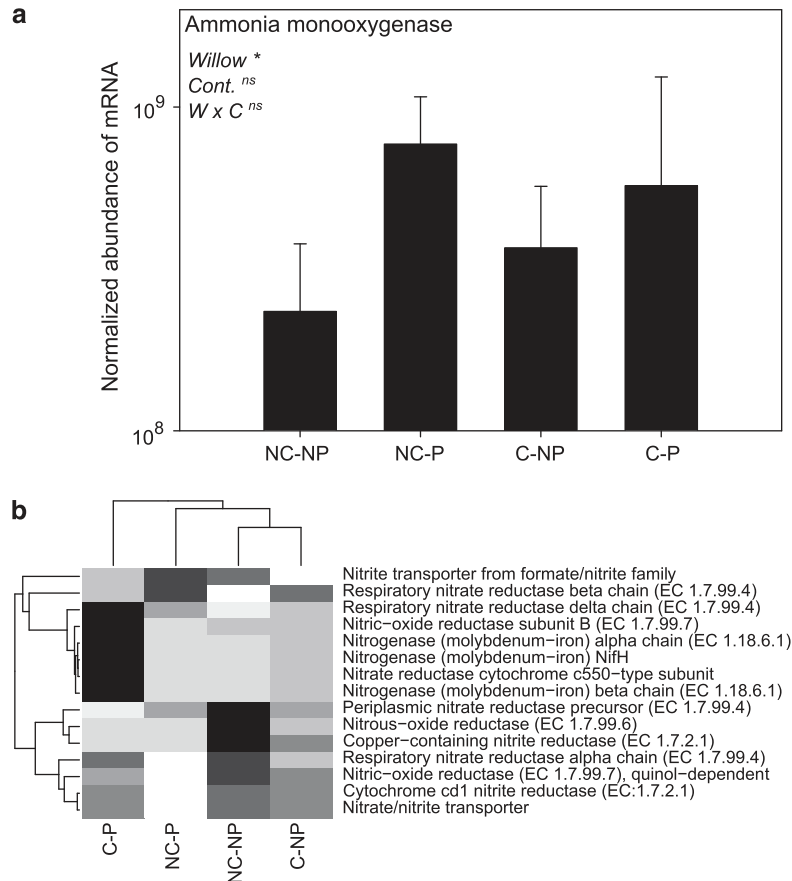 a
Ammonia monooxygenase
Willow *
Cont. ns
W x C ns
Normalized abundance of mRNA
10^9
10^8
NC-NP NC-P C-NP C-P
b
Nitrite transporter from formate/nitrite family
Respiratory nitrate reductase beta chain (EC 1.7.99.4)
Respiratory nitrate reductase delta chain (EC 1.7.99.4)
Nitric−oxide reductase subunit B (EC 1.7.99.7)
Nitrogenase (molybdenum−iron) alpha chain (EC 1.18.6.1)
Nitrogenase (molybdenum−iron) NifH
Nitrate reductase cytochrome c550−type subunit
Nitrogenase (molybdenum−iron) beta chain (EC 1.18.6.1)
Periplasmic nitrate reductase precursor (EC 1.7.99.4)
Nitrous−oxide reductase (EC 1.7.99.6)
Copper−containing nitrite reductase (EC 1.7.2.1)
Respiratory nitrate reductase alpha chain (EC 1.7.99.4)
Nitric−oxide reductase (EC 1.7.99.7), quinol−dependent
Cytochrome cd1 nitrite reductase (EC:1.7.2.1)
Nitrate/nitrite transporter
C-P NC-P NC-NP C-NP